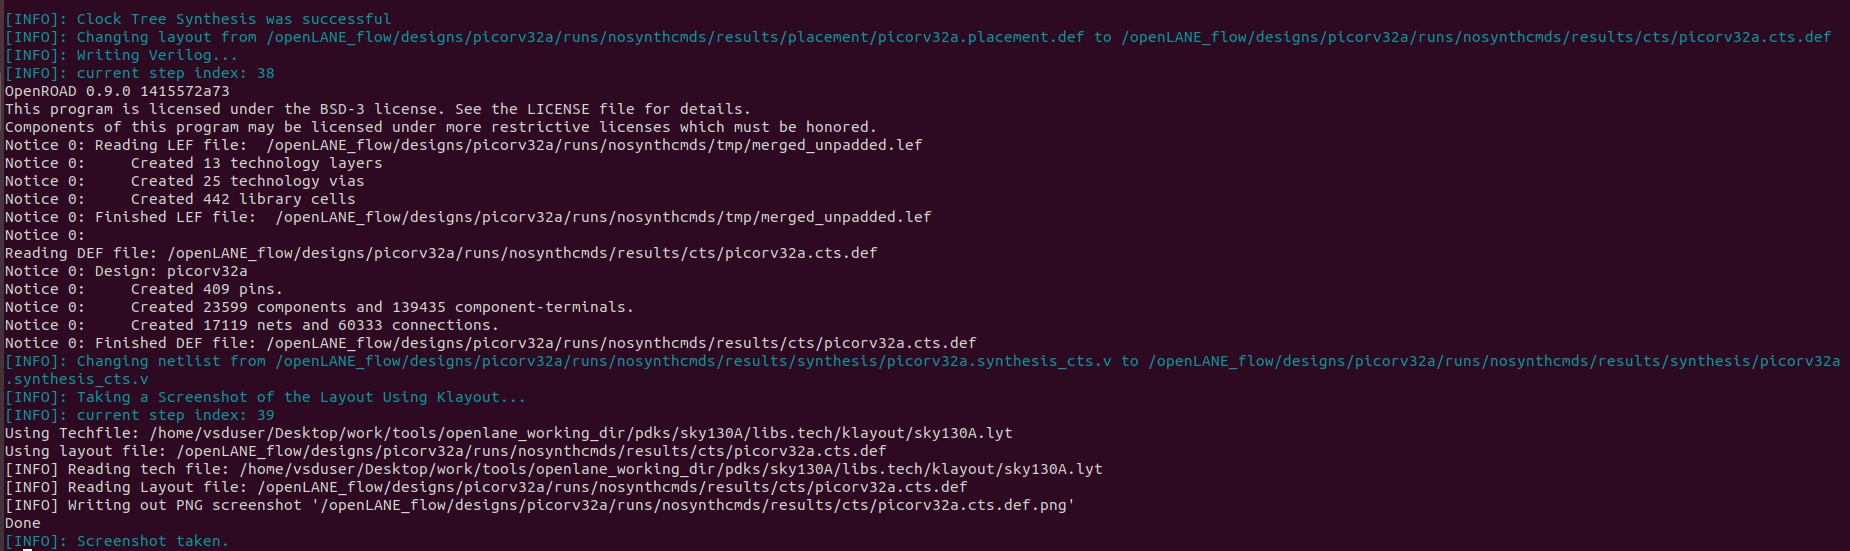 [INFO]: Clock Tree Synthesis was successful
[INFO]: Changing layout from /openLANE_flow/designs/picorv32a/runs/nosynthcmds/results/placement/picorv32a.placement.def to /openLANE_flow/designs/picorv32a/runs/nosynthcmds/results/cts/picorv32a.cts.def
[INFO]: Writing Verilog...
[INFO]: current step index: 38
OpenROAD 0.9.0 1415572a73
This program is licensed under the BSD-3 license. See the LICENSE file for details.
Components of this program may be licensed under more restrictive licenses which must be honored.
Notice 0: Reading LEF file:  /openLANE_flow/designs/picorv32a/runs/nosynthcmds/tmp/merged_unpadded.lef
Notice 0:     Created 13 technology layers
Notice 0:     Created 25 technology vias
Notice 0:     Created 442 library cells
Notice 0: Finished LEF file:  /openLANE_flow/designs/picorv32a/runs/nosynthcmds/tmp/merged_unpadded.lef
Notice 0:
Reading DEF file: /openLANE_flow/designs/picorv32a/runs/nosynthcmds/results/cts/picorv32a.cts.def
Notice 0: Design: picorv32a
Notice 0:     Created 409 pins.
Notice 0:     Created 23599 components and 139435 component-terminals.
Notice 0:     Created 17119 nets and 60333 connections.
Notice 0: Finished DEF file: /openLANE_flow/designs/picorv32a/runs/nosynthcmds/results/cts/picorv32a.cts.def
[INFO]: Changing netlist from /openLANE_flow/designs/picorv32a/runs/nosynthcmds/results/synthesis/picorv32a.synthesis_cts.v to /openLANE_flow/designs/picorv32a/runs/nosynthcmds/results/synthesis/picorv32a
.synthesis_cts.v
[INFO]: Taking a Screenshot of the Layout Using Klayout...
[INFO]: current step index: 39
Using Techfile: /home/vsduser/Desktop/work/tools/openlane_working_dir/pdks/sky130A/libs.tech/klayout/sky130A.lyt
Using layout file: /openLANE_flow/designs/picorv32a/runs/nosynthcmds/results/cts/picorv32a.cts.def
[INFO] Reading tech file: /home/vsduser/Desktop/work/tools/openlane_working_dir/pdks/sky130A/libs.tech/klayout/sky130A.lyt
[INFO] Reading Layout file: /openLANE_flow/designs/picorv32a/runs/nosynthcmds/results/cts/picorv32a.cts.def
[INFO] Writing out PNG screenshot '/openLANE_flow/designs/picorv32a/runs/nosynthcmds/results/cts/picorv32a.cts.def.png'
Done
[INFO]: Screenshot taken.